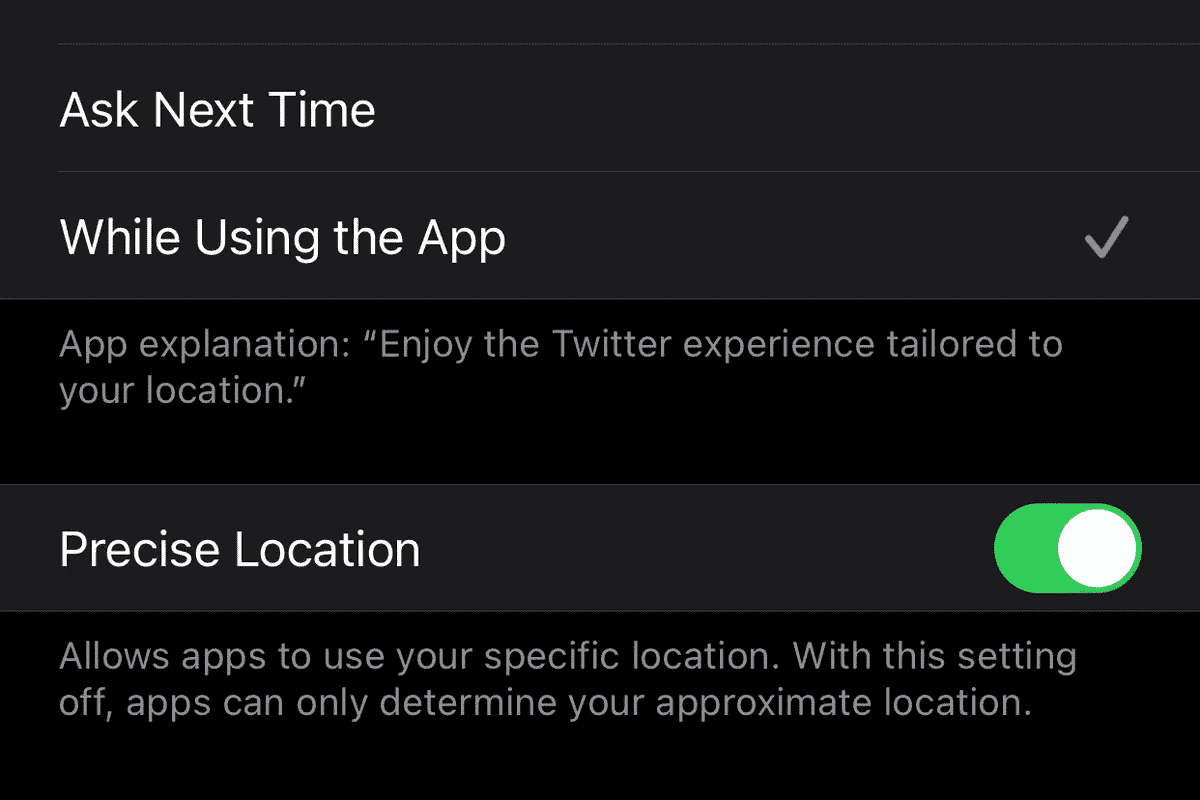 Ask Next Time
While Using the App
App explanation: “Enjoy the Twitter experience tailored to
your location.”
Precise Location
Allows apps to use your specific location. With this setting
off, apps can only determine your approximate location.